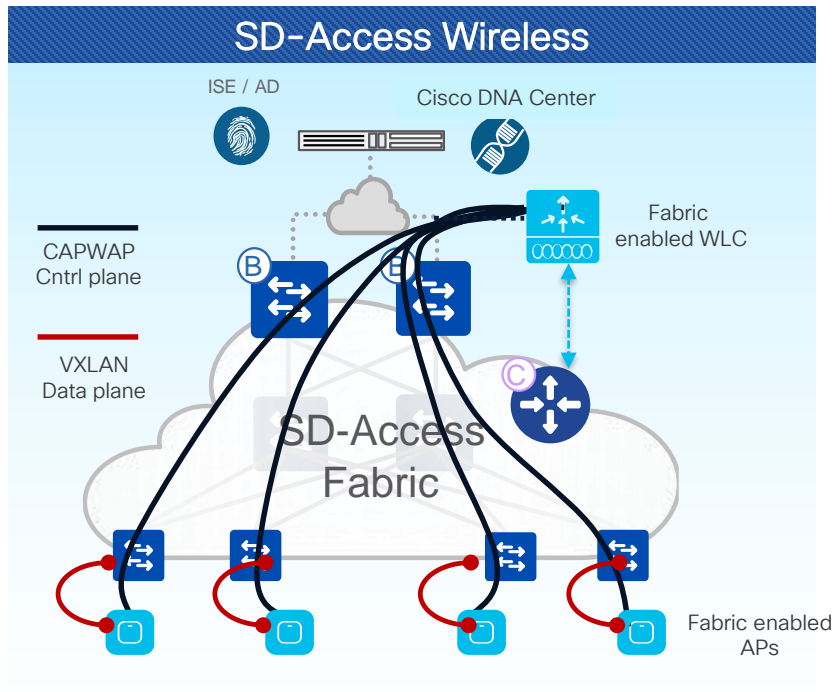 SD-Access Wireless
ISE / AD
Cisco DNA Center
Fabric
enabled WLC
CAPWAP
Cntrl plane
B
B
VXLAN
Data plane
C
SD-Access
Fabric
Fabric enabled
APs